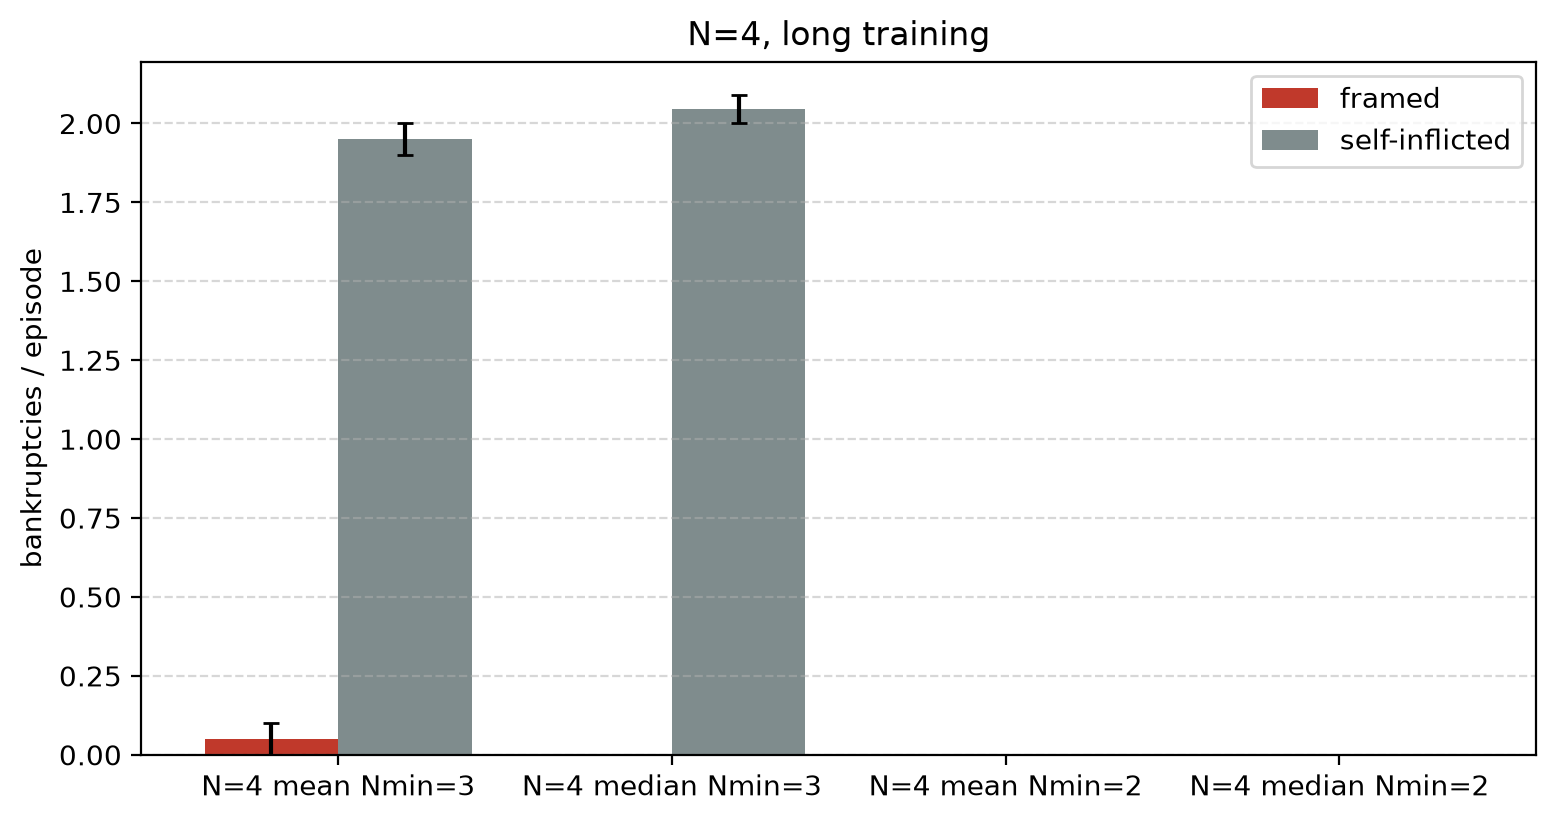 N=4, long training
framed
self-inflicted
bankruptcies / episode
2.00
1.75
1.50
1.25
1.00
0.75
0.50
0.25
0.00
N=4 mean Nmin=3
N=4 median Nmin=3
N=4 mean Nmin=2
N=4 median Nmin=2